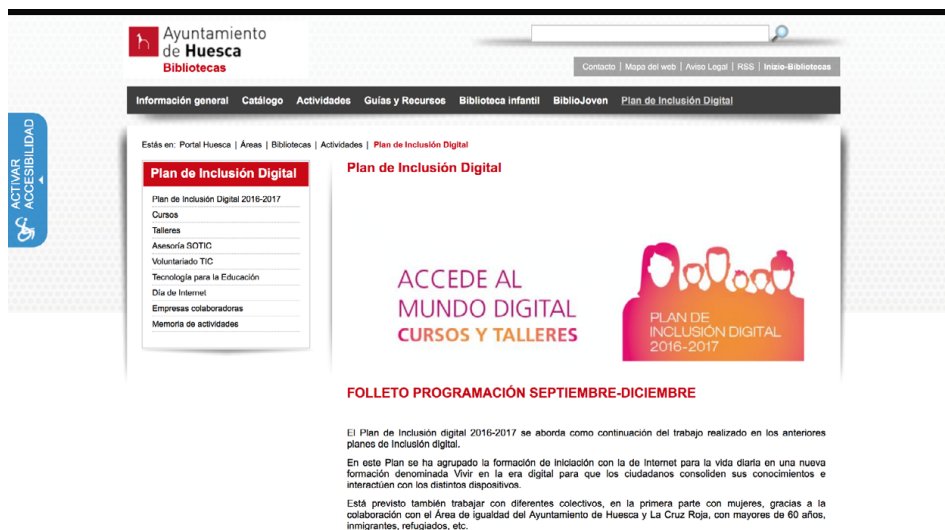 Ayuntamiento
de Huesca
Bibliotecas
Contacto | Mapa del web | Aviso Legal | RSS | Inizio-Bibliotecas
Información general Catálogo Actividades Guías y Recursos Biblioteca infantil BiblioJoven Plan de Inclusión Digital
ACTIVAR
ACCESIBILIDAD
Estás en: Portal Huesca | Áreas | Bibliotecas | Actividades | Plan de Inclusión Digital
Plan de Inclusión Digital
Plan de Inclusión Digital 2016-2017
Cursos
Talleres
Asesoría SOTIC
Voluntariado TIC
Tecnología para la Educación
Día de Internet
Empresas colaboradoras
Memoria de actividades
Plan de Inclusión Digital
ACCEDE AL
MUNDO DIGITAL
CURSOS Y TALLERES
PLAN DE
INCLUSIÓN DIGITAL
2016-2017
FOLLETO PROGRAMACIÓN SEPTIEMBRE-DICIEMBRE
El Plan de Inclusión digital 2016-2017 se aborda como continuación del trabajo realizado en los anteriores
planes de Inclusión digital.
En este Plan se ha agrupado la formación de iniciación con la de Internet para la vida diaria en una nueva
formación denominada Vivir en la era digital para que los ciudadanos consoliden sus conocimientos e
interactúen con los distintos dispositivos.
Está previsto también trabajar con diferentes colectivos, en la primera parte con mujeres, gracias a la
colaboración con el Área de igualdad del Ayuntamiento de Huesca y La Cruz Roja, con mayores de 60 años,
inmigrantes, refugiados, etc.